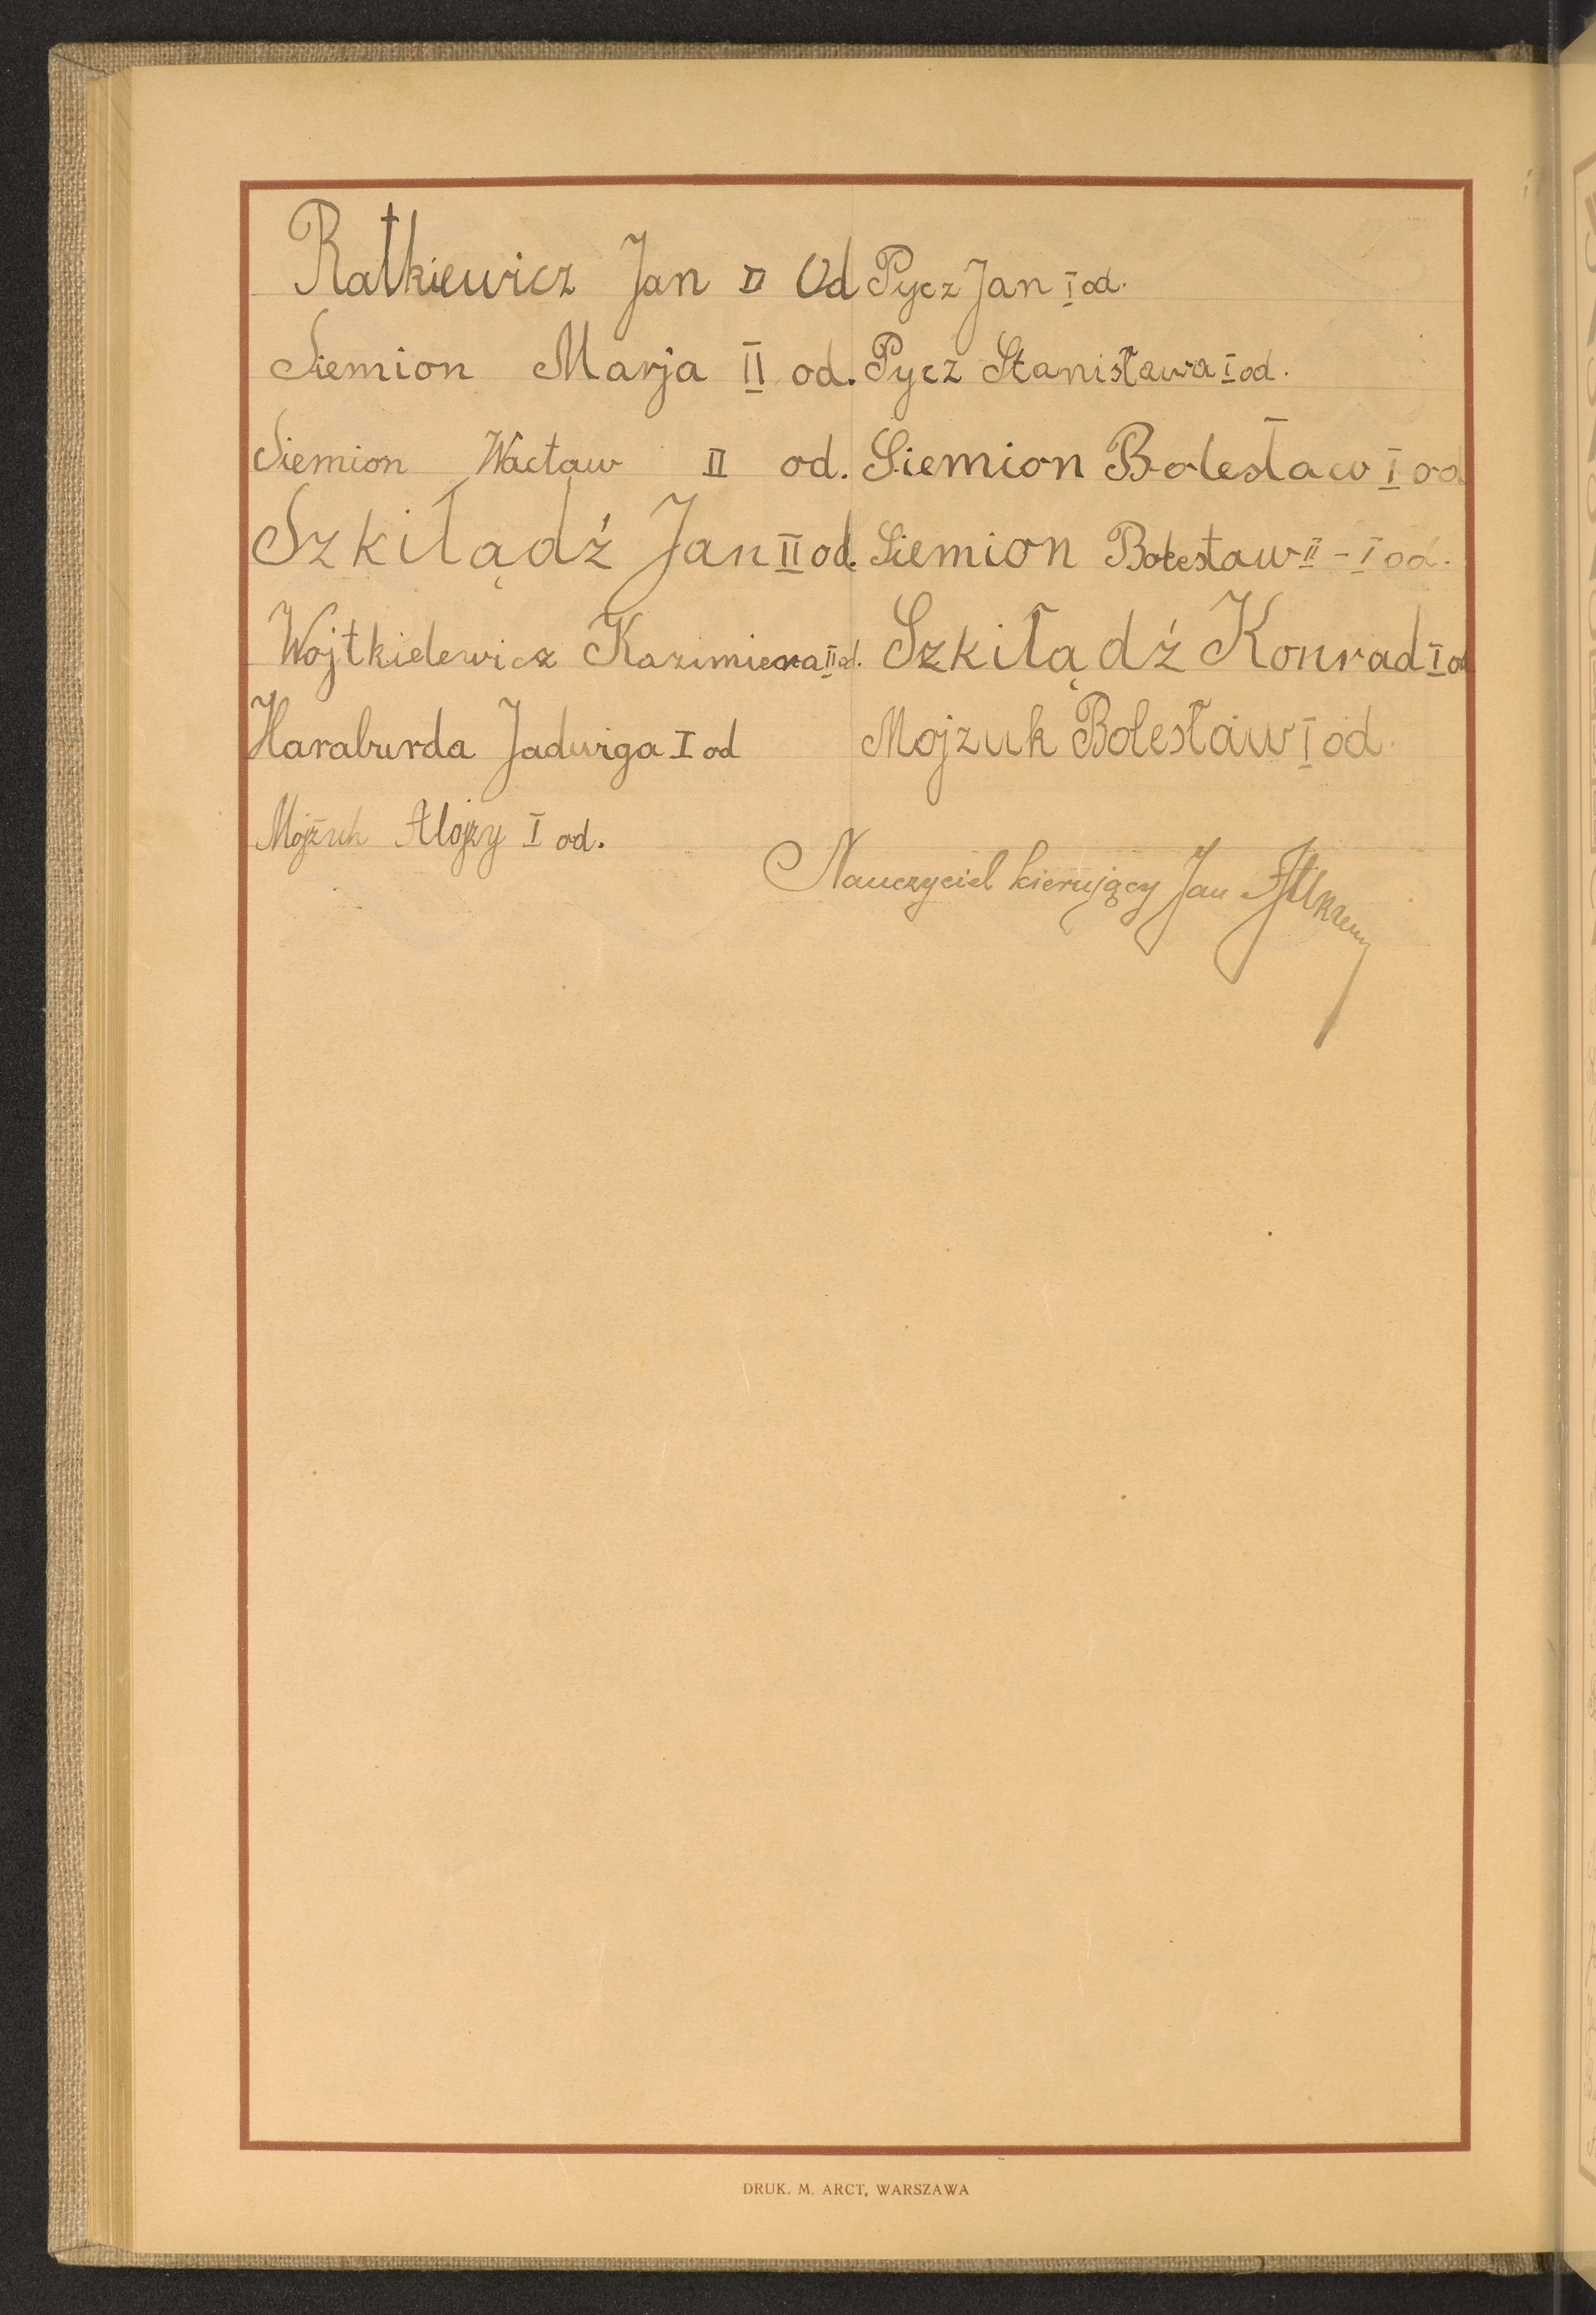 Ratkiewicz Jan II Od
Siemion Marja II od.
Siemion Wacław II od.
Szkiłądź Jan II od.
Wojtkielewicz Kazimiera II od.
Haraburda Jadwiga I od
Mojżuk Alojzy I od.
Pycz Jan I od.
Pycz Stanisława I od.
Siemion Bolesław I od
Siemion Bolesław II - I od.
Szkiłądź Konrad I od
Mojzuk Bolesław I od.
Nauczyciel kierujący Jan
DRUK. M. ARCT, WARSZAWA